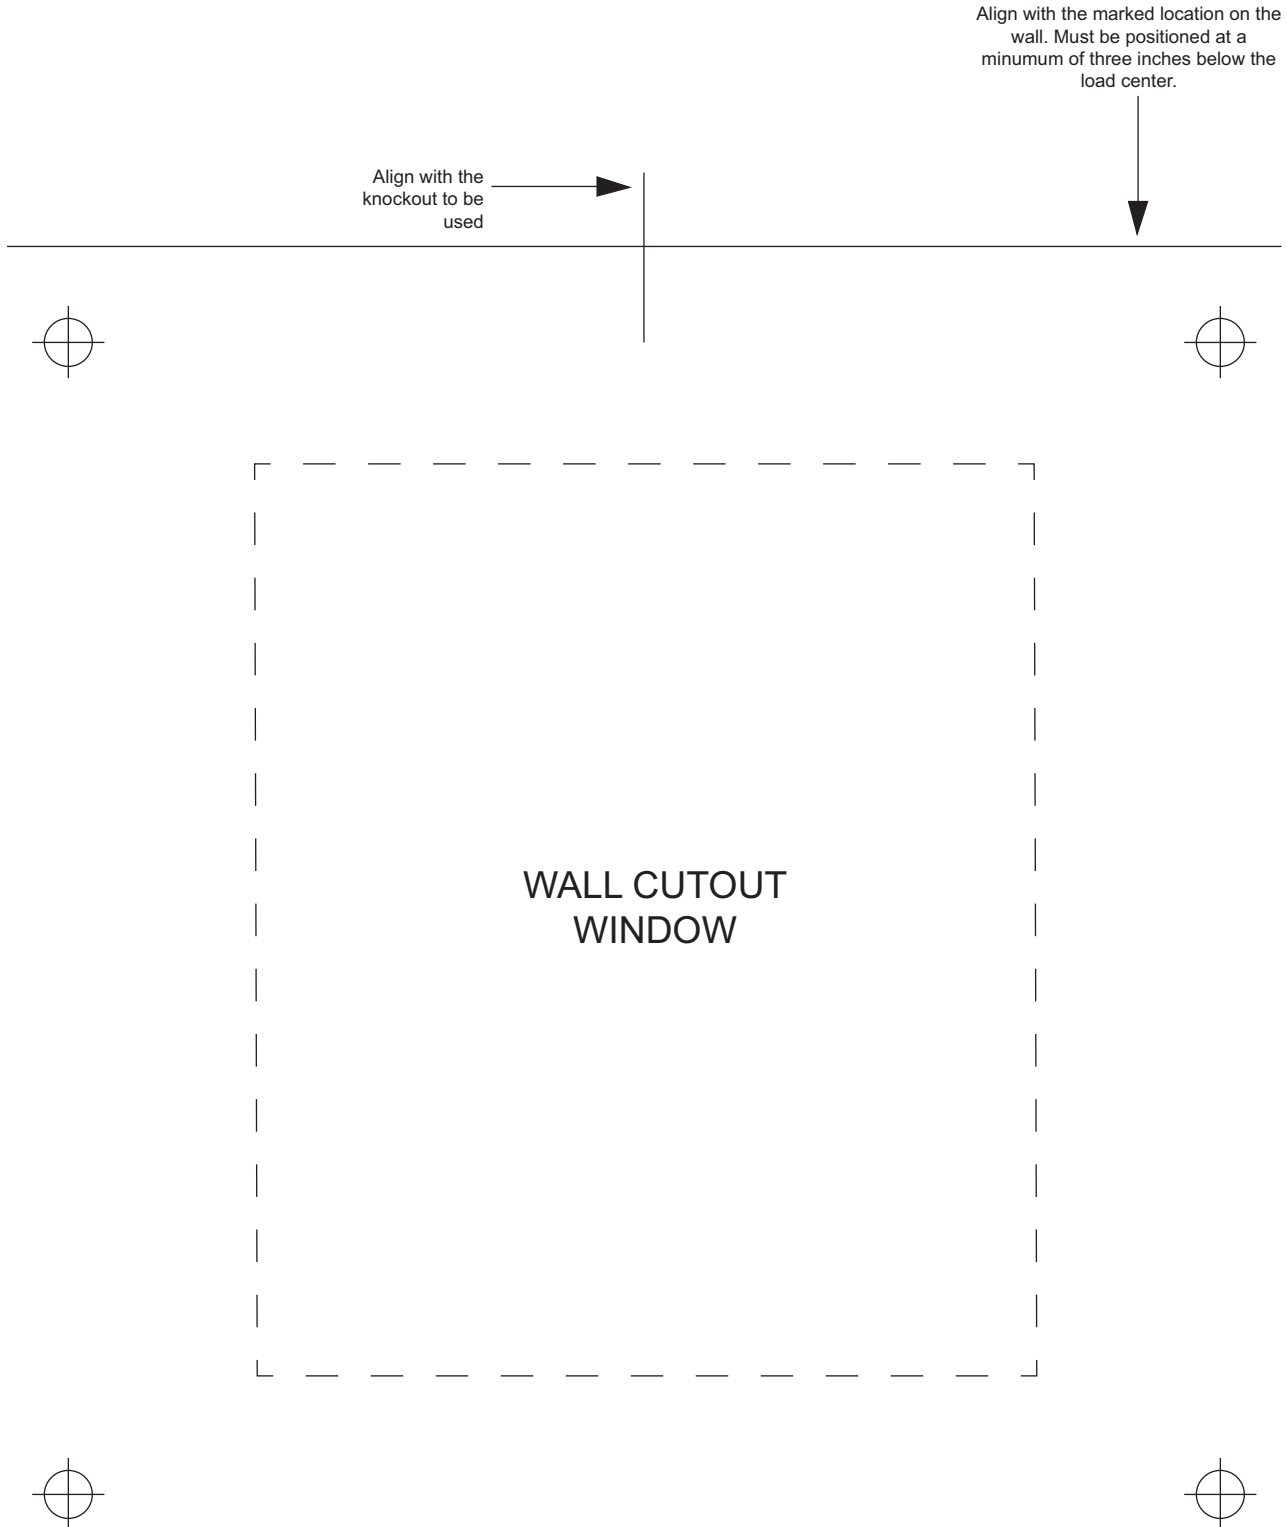 Align with the marked location on the
wall. Must be positioned at a
minumum of three inches below the
load center.
Align with the
knockout to be
used
WALL CUTOUT
WINDOW